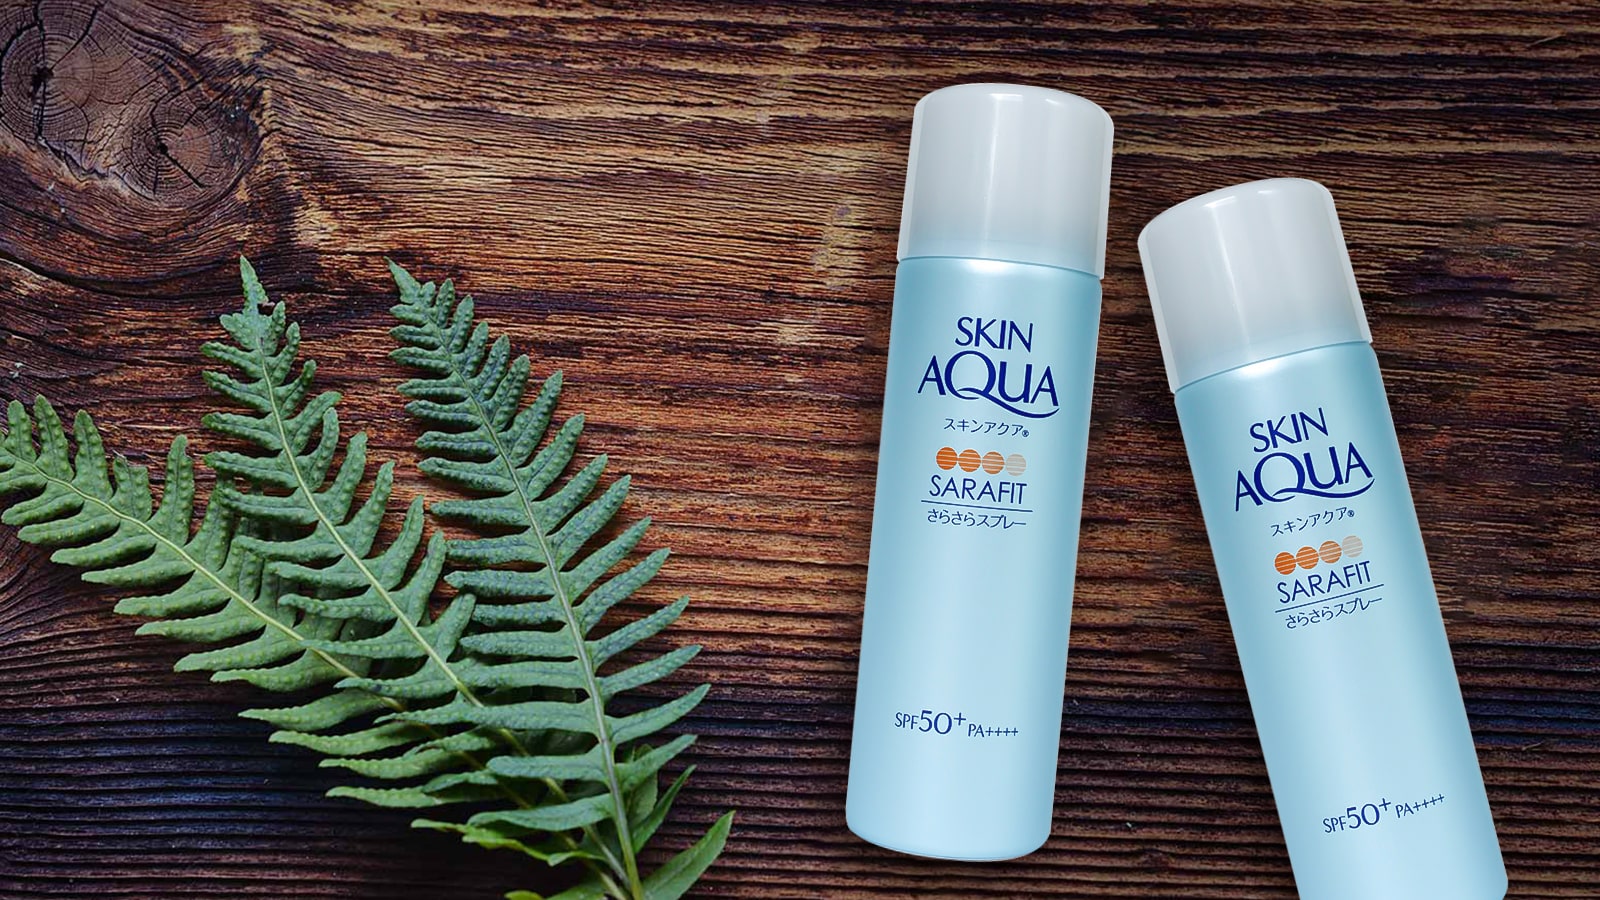 SKIN
AQUA
スキンアクア®
SARAFIT
さらさらスプレー
SPF50+ PA++++
SKIN
AQUA
スキンアクア®
SARAFIT
さらさらスプレー
SPF50+ PA++++